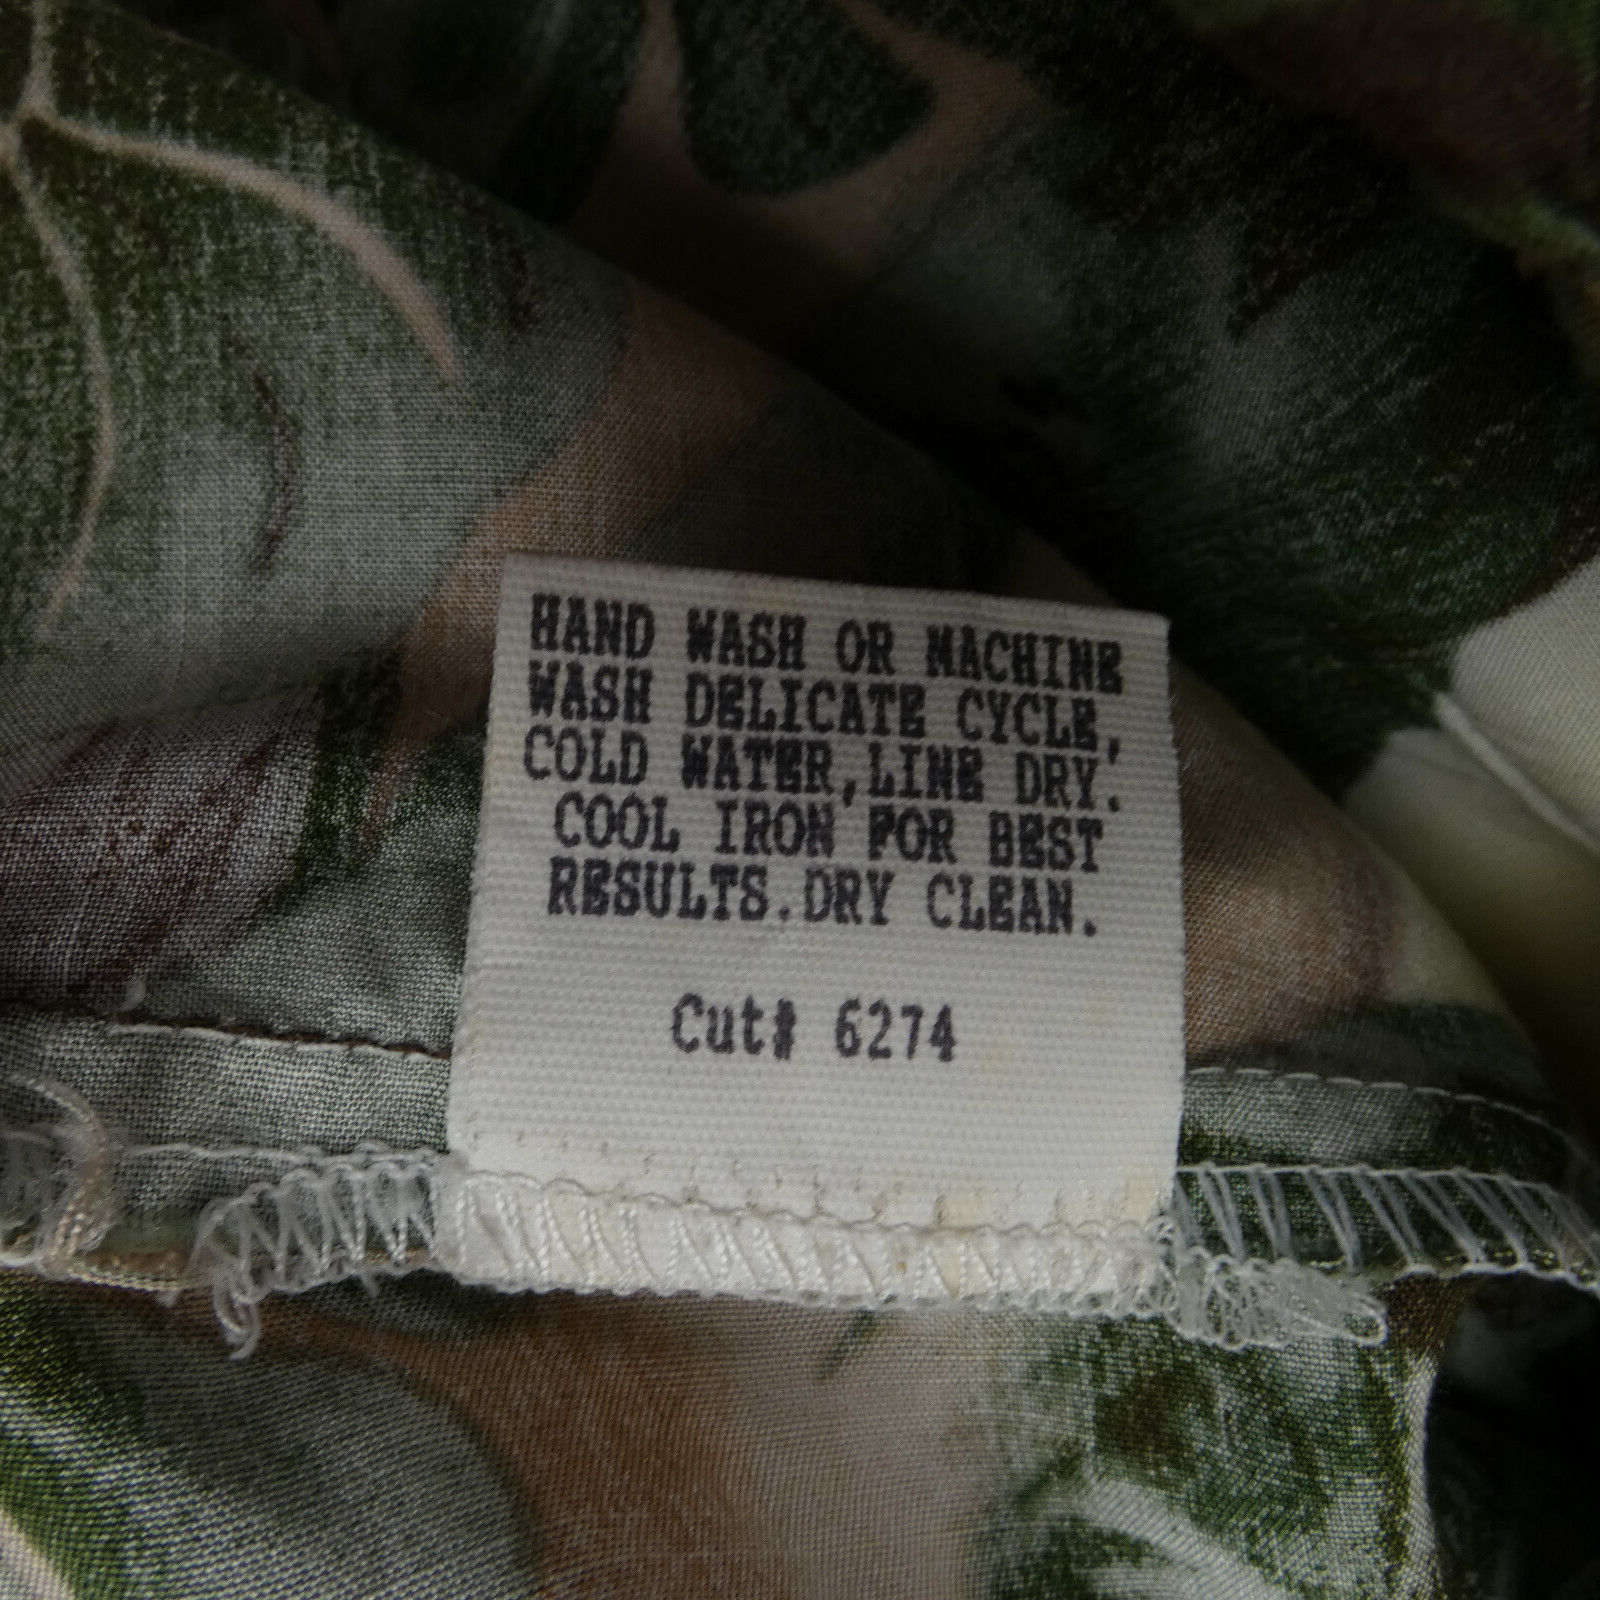 HAND WASH OR MACHINE
WASH DELICATE CYCLE,
COLD WATER,LINE DRY.
COOL IRON FOR BEST
RESULTS.DRY CLEAN.
Cut# 6274